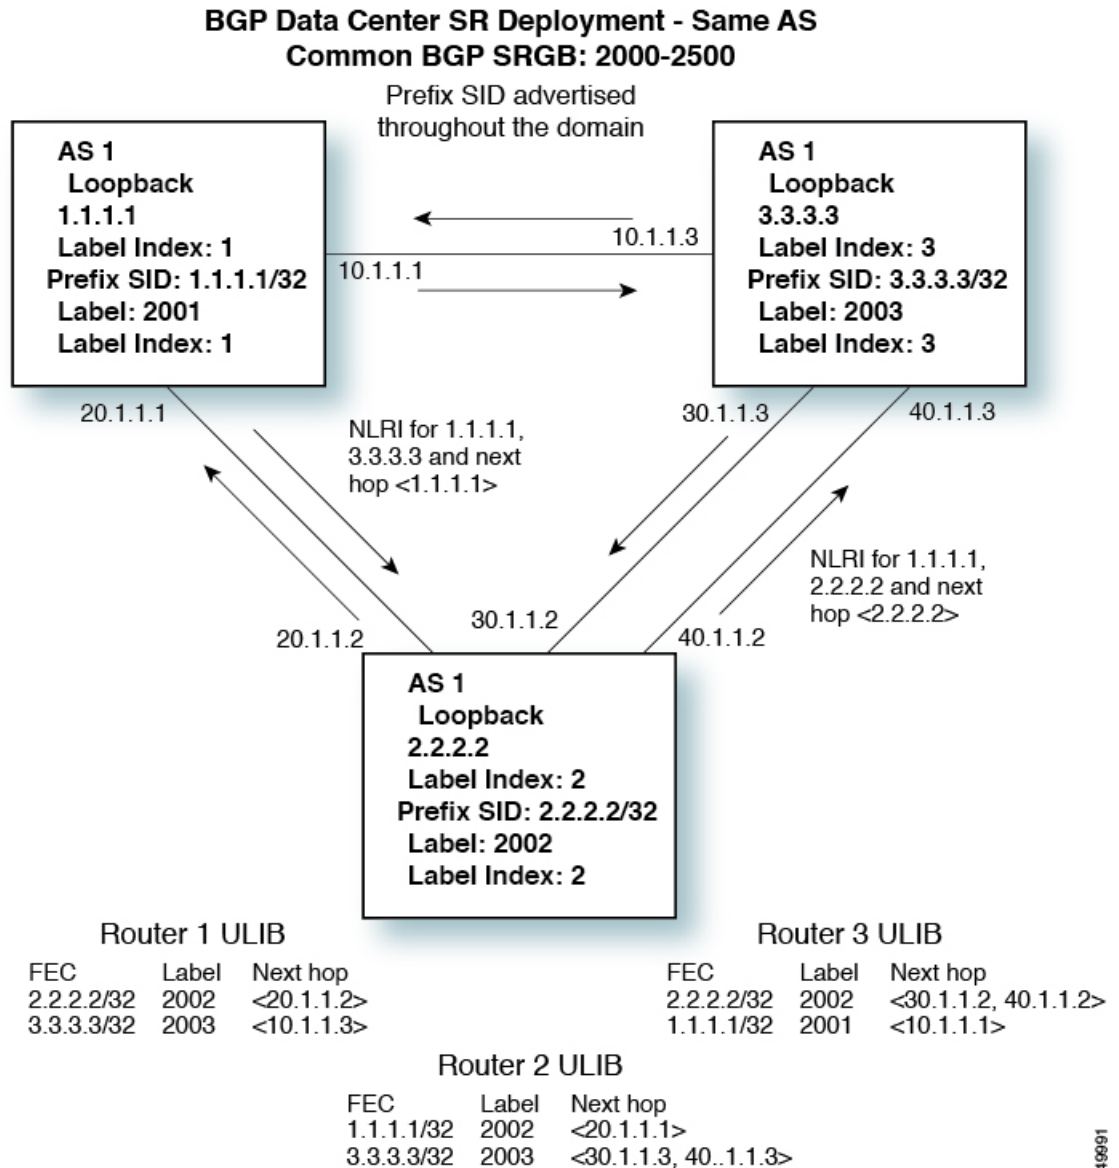 BGP Data Center SR Deployment - Same AS
Common BGP SRGB: 2000-2500
Prefix SID advertised
throughout the domain
AS 1
Loopback
1.1.1.1
Label Index: 1
Prefix SID: 1.1.1.1/32
Label: 2001
Label Index: 1
AS 1
Loopback
3.3.3.3
Label Index: 3
Prefix SID: 3.3.3.3/32
Label: 2003
Label Index: 3
10.1.1.3
10.1.1.1
20.1.1.1
30.1.1.3
40.1.1.3
NLRI for 1.1.1.1,
3.3.3.3 and next
hop <1.1.1.1>
NLRI for 1.1.1.1,
2.2.2.2 and next
hop <2.2.2.2>
20.1.1.2
30.1.1.2
40.1.1.2
AS 1
Loopback
2.2.2.2
Label Index: 2
Prefix SID: 2.2.2.2/32
Label: 2002
Label Index: 2
Router 1 ULIB
FEC Label Next hop
2.2.2.2/32 2002 <20.1.1.2>
3.3.3.3/32 2003 <10.1.1.3>
Router 3 ULIB
FEC Label Next hop
2.2.2.2/32 2002 <30.1.1.2, 40.1.1.2>
1.1.1.1/32 2001 <10.1.1.1>
Router 2 ULIB
FEC Label Next hop
1.1.1.1/32 2002 <20.1.1.1>
3.3.3.3/32 2003 <30.1.1.3, 40..1.1.3>